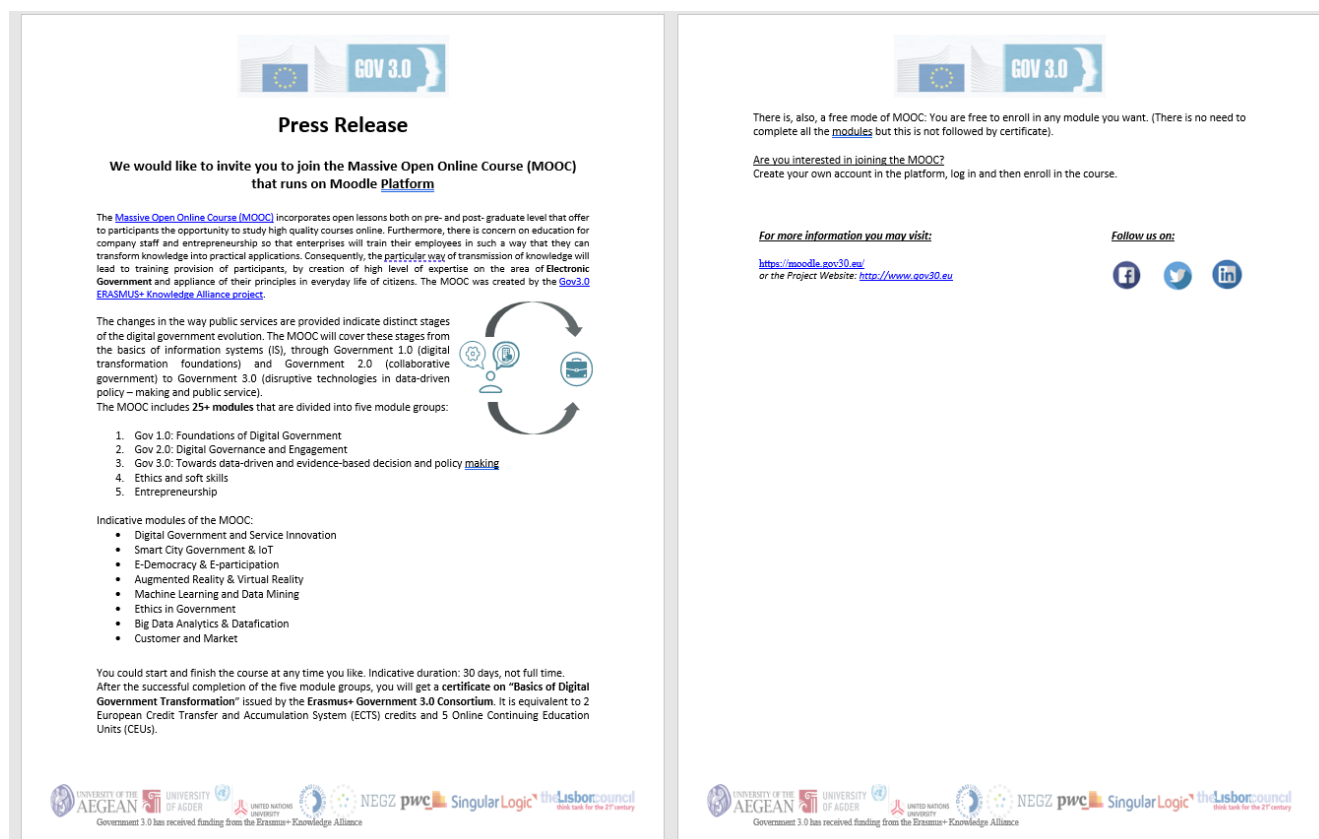 GOV 3.0
Press Release
We would like to invite you to join the Massive Open Online Course (MOOC)
that runs on Moodle Platform
The Massive Open Online Course (MOOC) incorporates open lessons both on pre- and post- graduate level that offer
to participants the opportunity to study high quality courses online. Furthermore, there is concern on education for
company staff and entrepreneurship so that enterprises will train their employees in such a way that they can
transform knowledge into practical applications. Consequently, the particular way of transmission of knowledge will
lead to training provision of participants, by creation of high level of expertise on the area of Electronic
Government and appliance of their principles in everyday life of citizens. The MOOC was created by the Gov3.0
ERASMUS+ Knowledge Alliance project.
The changes in the way public services are provided indicate distinct stages
of the digital government evolution. The MOOC will cover these stages from
the basics of information systems (IS), through Government 1.0 (digital
transformation foundations) and Government 2.0 (collaborative
government) to Government 3.0 (disruptive technologies in data-driven
policy – making and public service).
The MOOC includes 25+ modules that are divided into five module groups:
1. Gov 1.0: Foundations of Digital Government
2. Gov 2.0: Digital Governance and Engagement
3. Gov 3.0: Towards data-driven and evidence-based decision and policy making
4. Ethics and soft skills
5. Entrepreneurship
Indicative modules of the MOOC:
• Digital Government and Service Innovation
• Smart City Government & IoT
• E-Democracy & E-participation
• Augmented Reality & Virtual Reality
• Machine Learning and Data Mining
• Ethics in Government
• Big Data Analytics & Datafication
• Customer and Market
You could start and finish the course at any time you like. Indicative duration: 30 days, not full time.
After the successful completion of the five module groups, you will get a certificate on “Basics of Digital
Government Transformation” issued by the Erasmus+ Government 3.0 Consortium. It is equivalent to 2
European Credit Transfer and Accumulation System (ECTS) credits and 5 Online Continuing Education
Units (CEUs).
UNIVERSITY OF THE AEGEAN UNIVERSITY OF AGDER UNITED NATIONS UNIVERSITY NEGZ pwc SingularLogic theLisboncouncil
think tank for the 21st century
Government 3.0 has received funding from the Erasmus+ Knowledge Alliance
GOV 3.0
There is, also, a free mode of MOOC: You are free to enroll in any module you want. (There is no need to
complete all the modules but this is not followed by certificate).
Are you interested in joining the MOOC?
Create your own account in the platform, log in and then enroll in the course.
For more information you may visit: Follow us on:
https://moodle.gov30.eu/
or the Project Website: http://www.gov30.eu
UNIVERSITY OF THE AEGEAN UNIVERSITY OF AGDER UNITED NATIONS UNIVERSITY NEGZ pwc SingularLogic theLisboncouncil
think tank for the 21st century
Government 3.0 has received funding from the Erasmus+ Knowledge Alliance